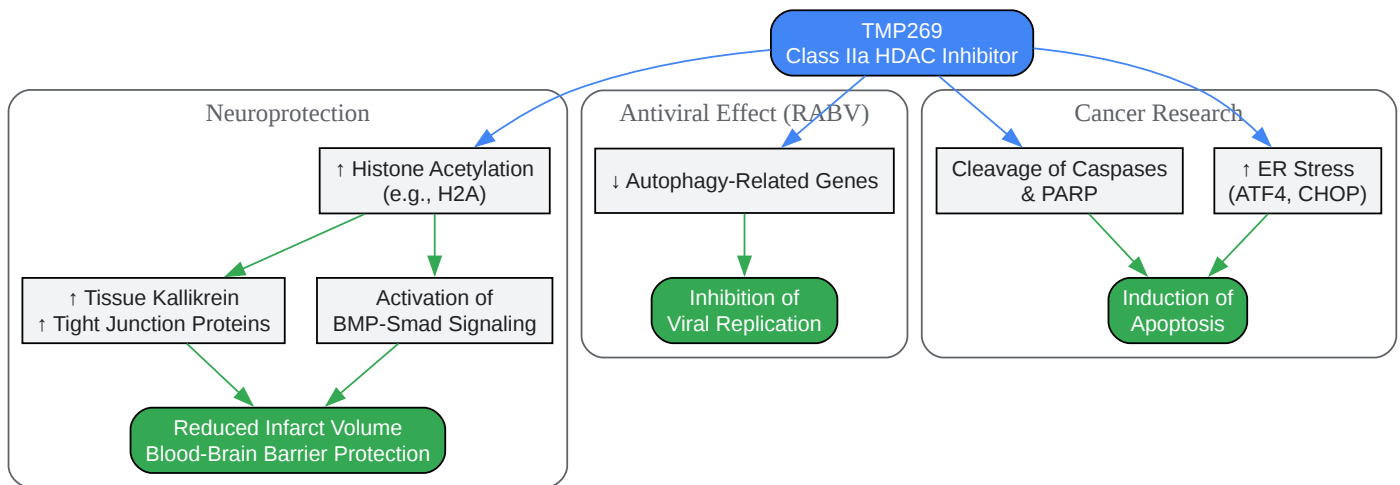 TMP269
Class IIa HDAC Inhibitor
Neuroprotection
↑ Histone Acetylation
(e.g., H2A)
↑ Tissue Kallikrein
↑ Tight Junction Proteins
Activation of
BMP-Smad Signaling
Reduced Infarct Volume
Blood-Brain Barrier Protection
Antiviral Effect (RABV)
↓ Autophagy-Related Genes
Inhibition of
Viral Replication
Cancer Research
Cleavage of Caspases
& PARP
↑ ER Stress
(ATF4, CHOP)
Induction of
Apoptosis